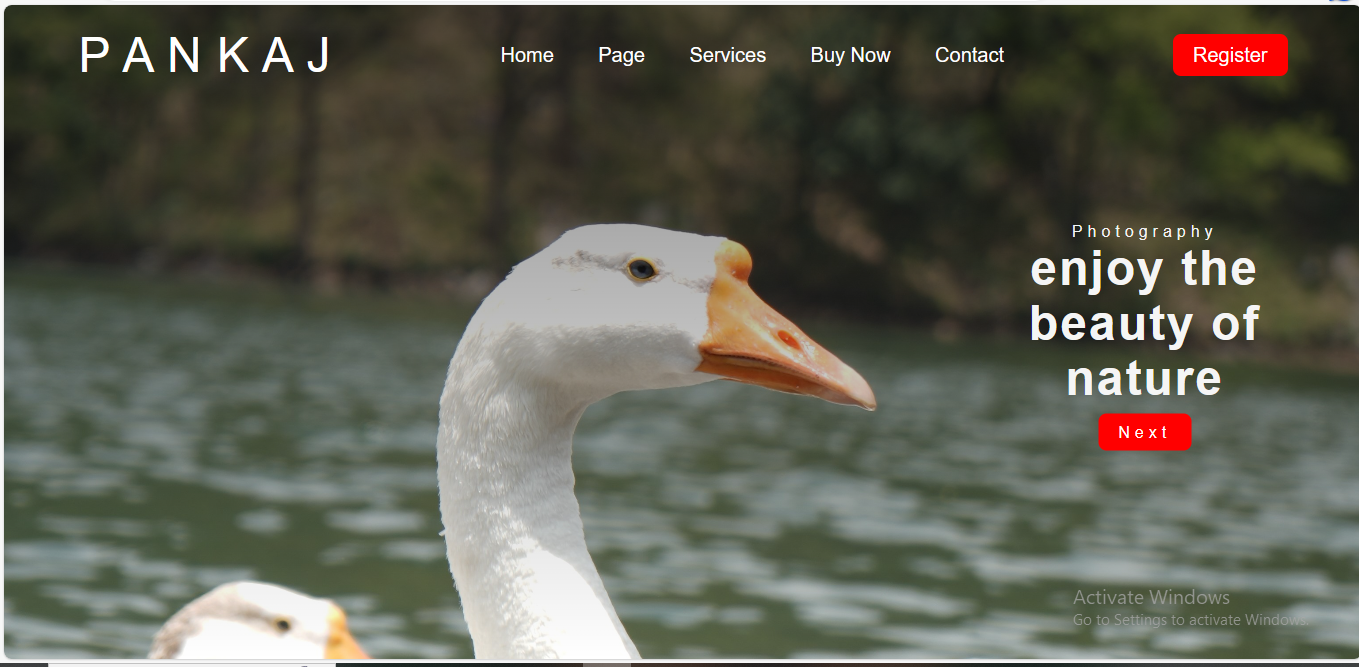 PANKAJ
Home Page Services Buy Now Contact
Register
Photography
enjoy the
beauty of
nature
Next
Activate Windows
Go to Settings to activate Windows.